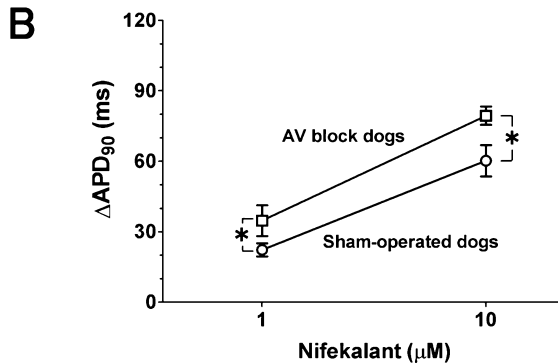 B
120
90
60
30
0
ΔAPD90 (ms)
AV block dogs
*
*
Sham-operated dogs
1
10
Nifekalant (μM)